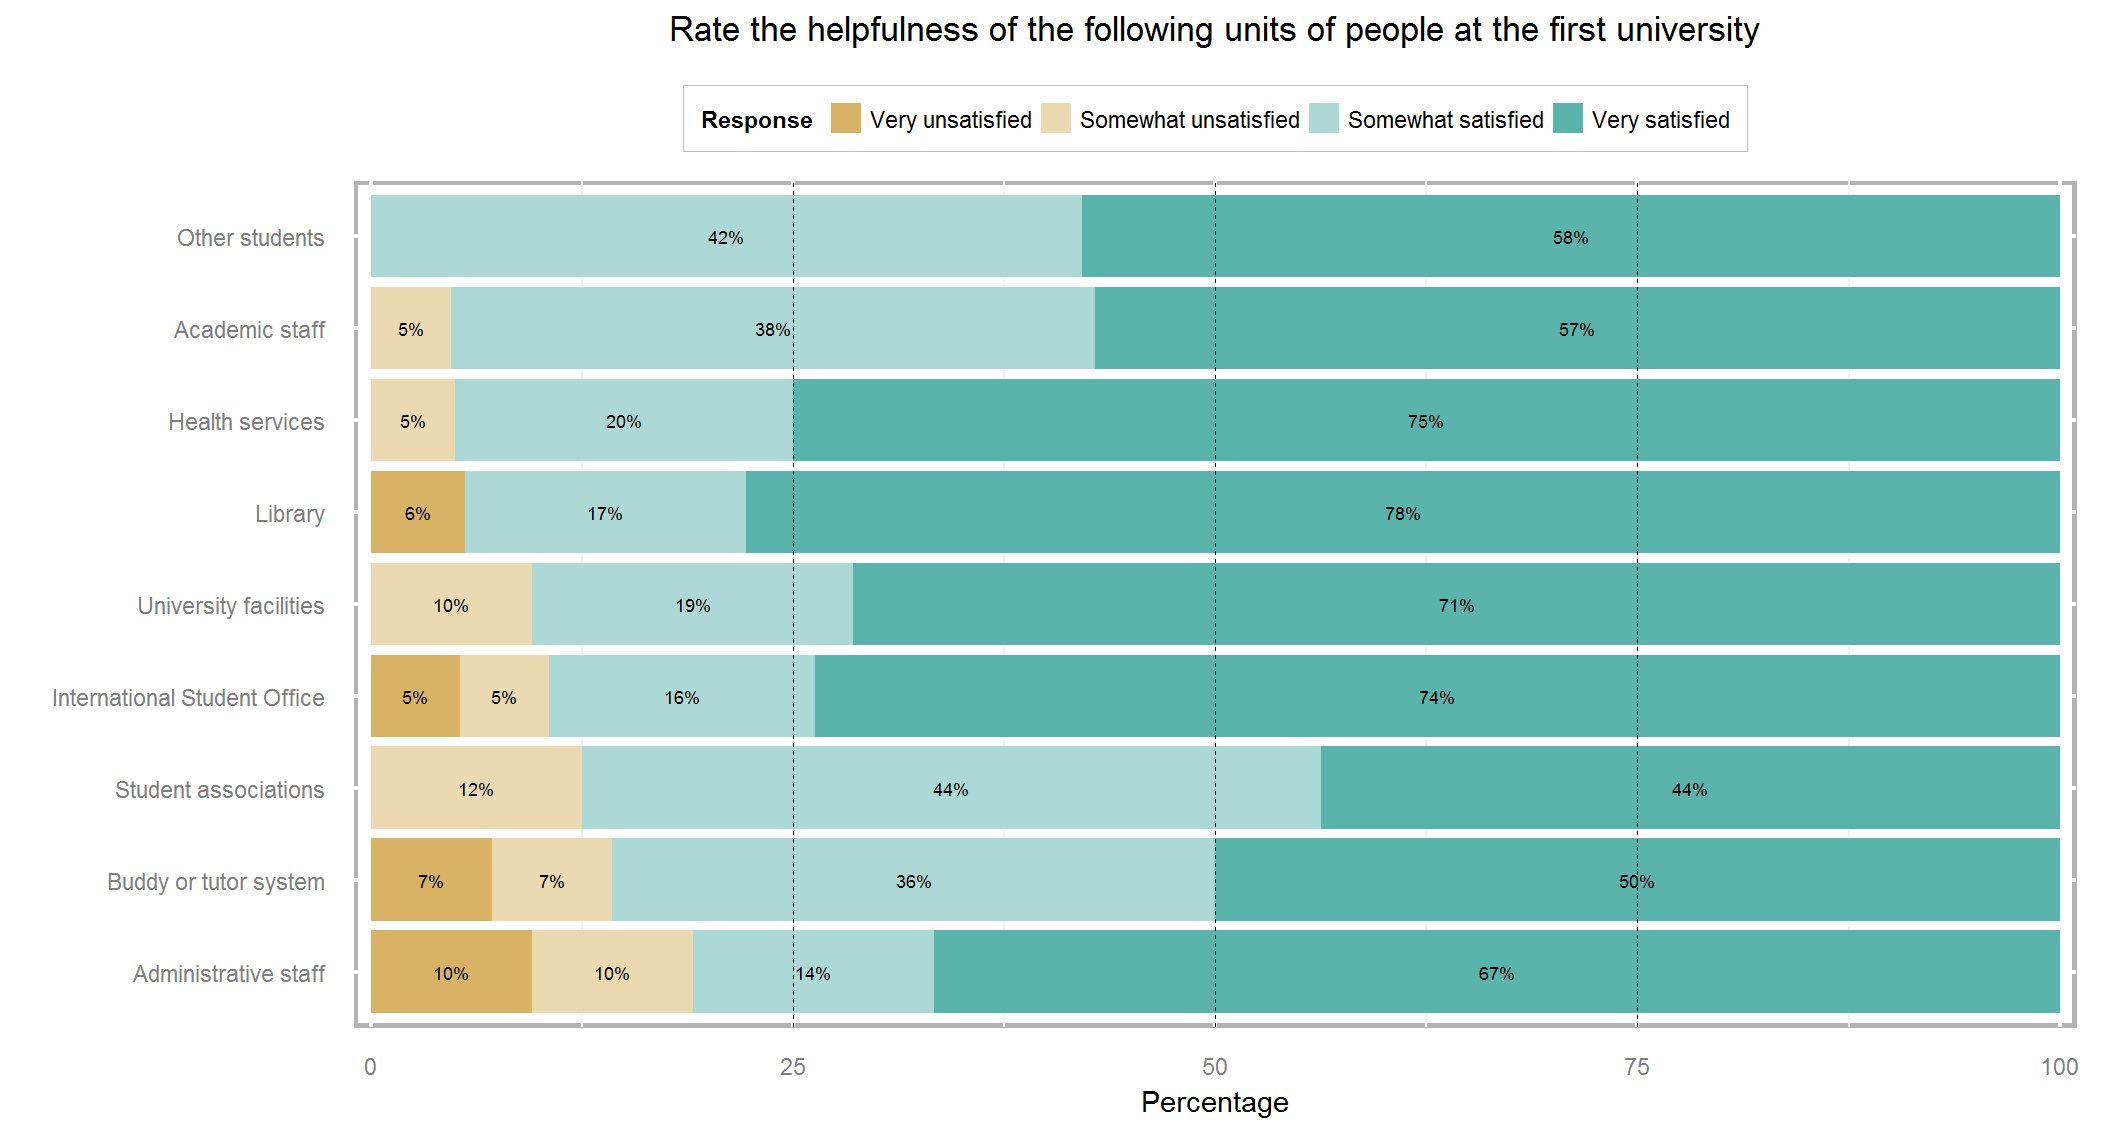 Rate the helpfulness of the following units of people at the first university
Response Very unsatisfied Somewhat unsatisfied Somewhat satisfied Very satisfied
Other students 42% 58%
Academic staff 5% 38% 57%
Health services 5% 20% 75%
Library 6% 17% 78%
University facilities 10% 19% 71%
International Student Office 5% 5% 16% 74%
Student associations 12% 44% 44%
Buddy or tutor system 7% 7% 36% 50%
Administrative staff 10% 10% 14% 67%
0 25 50 75 100
Percentage